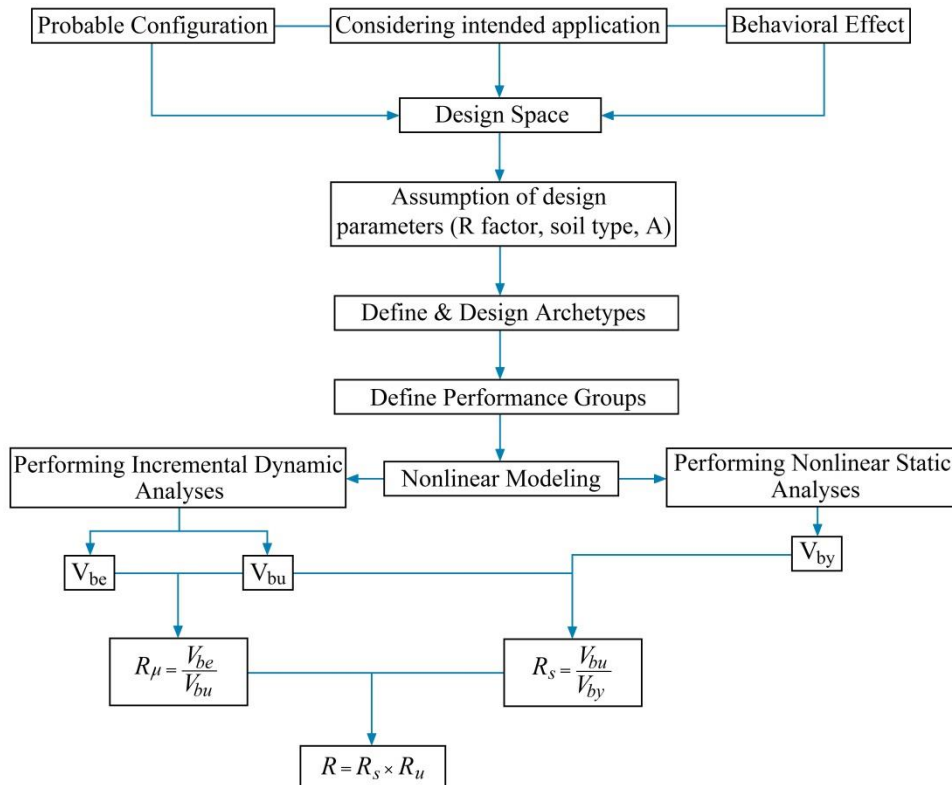 Probable Configuration
Considering intended application
Behavioral Effect
Design Space
Assumption of design
parameters (R factor, soil type, A)
Define & Design Archetypes
Define Performance Groups
Performing Incremental Dynamic
Analyses
Nonlinear Modeling
Performing Nonlinear Static
Analyses
V_be
V_bu
V_by
R_μ = V_be / V_bu
R_s = V_bu / V_by
R = R_s × R_u